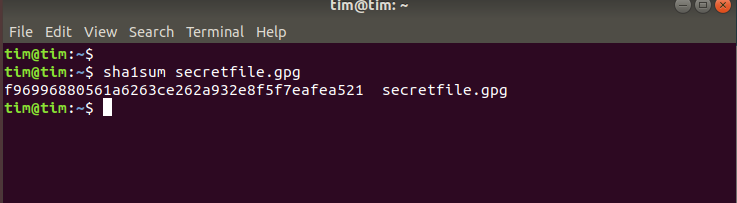 tim@tim: ~
File Edit View Search Terminal Help
tim@tim:~$
tim@tim:~$ sha1sum secretfile.gpg
f96996880561a6263ce262a932e8f5f7eafea521  secretfile.gpg
tim@tim:~$